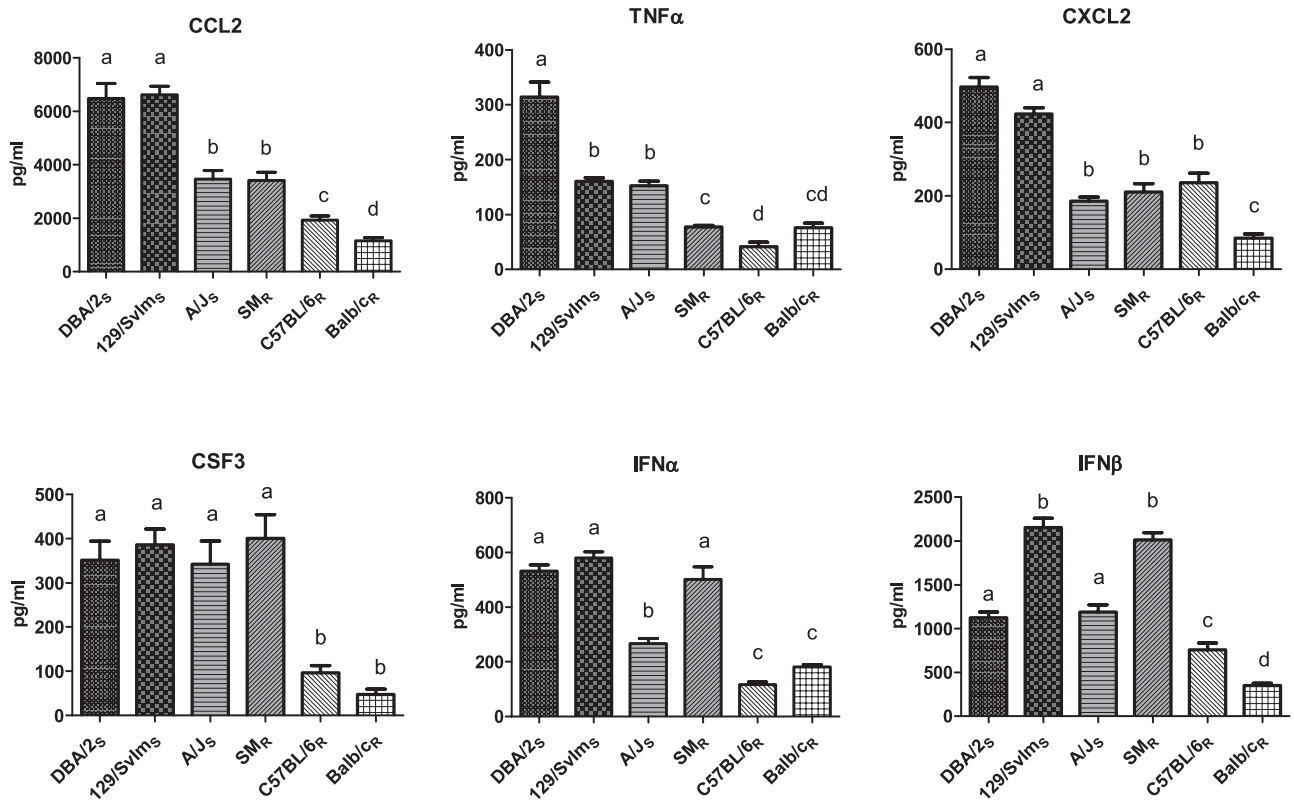 CCL2
8000
6000
4000
2000
0
pg/ml
a
a
b
b
c
d
DBA/2S
129/SvImS
A/JS
SMR
C57BL/6R
Balb/cR
TNFα
400
300
200
100
0
pg/ml
a
b
b
c
d
cd
DBA/2S
129/SvImS
A/JS
SMR
C57BL/6R
Balb/cR
CXCL2
600
400
200
0
pg/ml
a
a
b
b
b
c
DBA/2S
129/SvImS
A/JS
SMR
C57BL/6R
Balb/cR
CSF3
500
400
300
200
100
0
pg/ml
a
a
a
a
b
b
DBA/2S
129/SvImS
A/JS
SMR
C57BL/6R
Balb/cR
IFNα
800
600
400
200
0
pg/ml
a
a
b
a
c
c
DBA/2S
129/SvImS
A/JS
SMR
C57BL/6R
Balb/cR
IFNβ
2500
2000
1500
1000
500
0
pg/ml
a
b
a
b
c
d
DBA/2S
129/SvImS
A/JS
SMR
C57BL/6R
Balb/cR